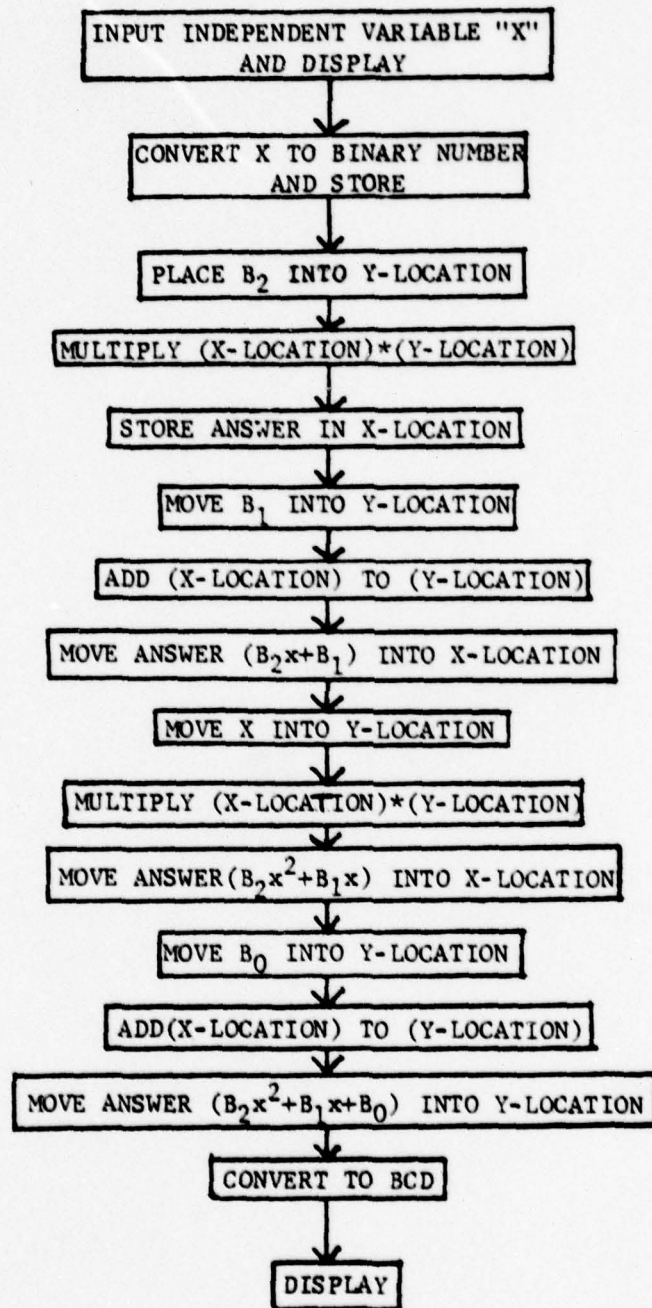 INPUT INDEPENDENT VARIABLE "X"
AND DISPLAY
CONVERT X TO BINARY NUMBER
AND STORE
PLACE B₂ INTO Y-LOCATION
MULTIPLY (X-LOCATION)*(Y-LOCATION)
STORE ANSWER IN X-LOCATION
MOVE B₁ INTO Y-LOCATION
ADD (X-LOCATION) TO (Y-LOCATION)
MOVE ANSWER (B₂x+B₁) INTO X-LOCATION
MOVE X INTO Y-LOCATION
MULTIPLY (X-LOCATION)*(Y-LOCATION)
MOVE ANSWER(B₂x²+B₁x) INTO X-LOCATION
MOVE B₀ INTO Y-LOCATION
ADD(X-LOCATION) TO (Y-LOCATION)
MOVE ANSWER (B₂x²+B₁x+B₀) INTO Y-LOCATION
CONVERT TO BCD
DISPLAY